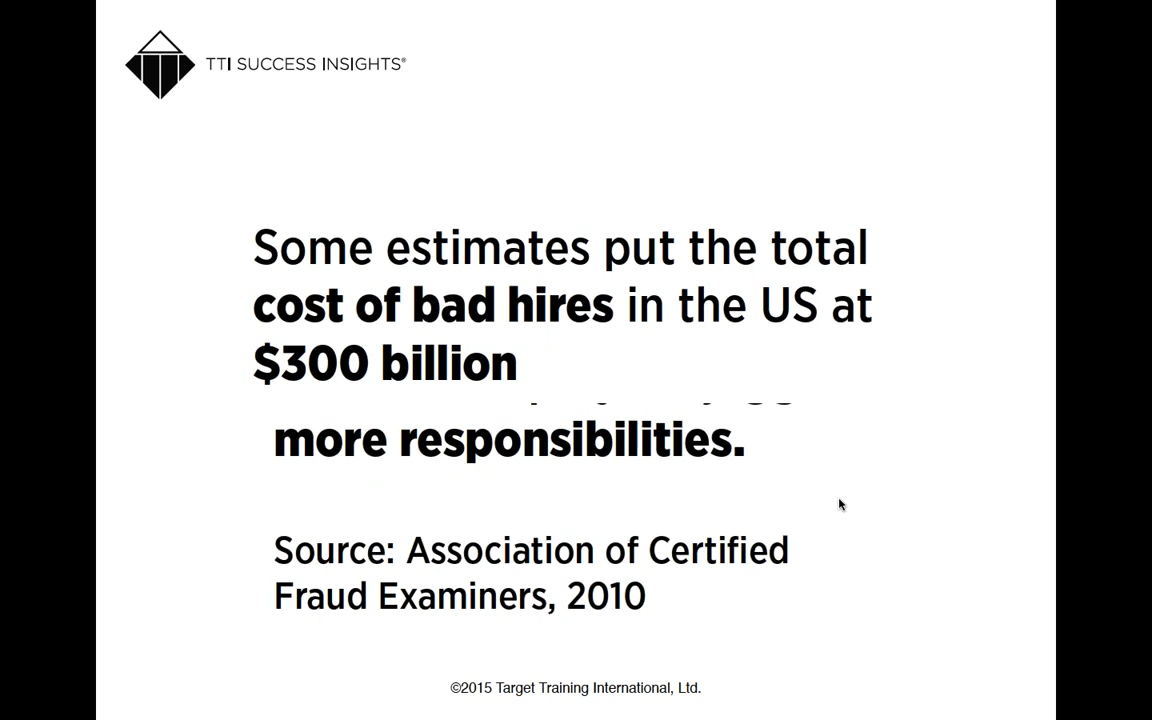 TTI SUCCESS INSIGHTS®
Some estimates put the total
cost of bad hires in the US at
$300 billion
more responsibilities.
Source: Association of Certified
Fraud Examiners, 2010
©2015 Target Training International, Ltd.